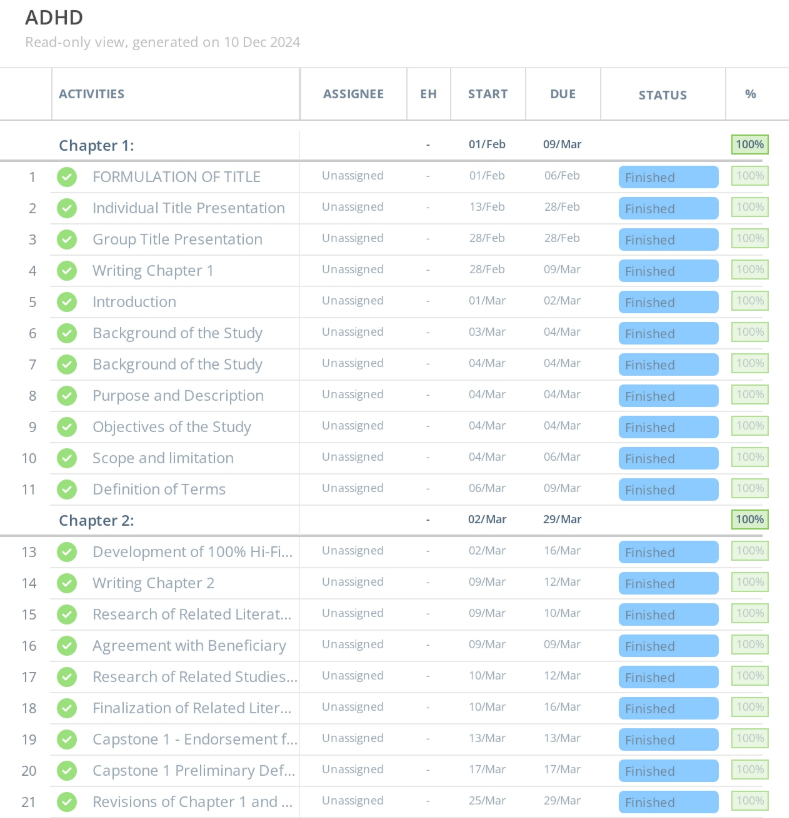 ADHD
Read-only view, generated on 10 Dec 2024
ACTIVITIES ASSIGNEE EH START DUE STATUS %
Chapter 1: - 01/Feb 09/Mar 100%
1 FORMULATION OF TITLE Unassigned - 01/Feb 06/Feb Finished 100%
2 Individual Title Presentation Unassigned - 13/Feb 28/Feb Finished 100%
3 Group Title Presentation Unassigned - 28/Feb 28/Feb Finished 100%
4 Writing Chapter 1 Unassigned - 28/Feb 09/Mar Finished 100%
5 Introduction Unassigned - 01/Mar 02/Mar Finished 100%
6 Background of the Study Unassigned - 03/Mar 04/Mar Finished 100%
7 Background of the Study Unassigned - 04/Mar 04/Mar Finished 100%
8 Purpose and Description Unassigned - 04/Mar 04/Mar Finished 100%
9 Objectives of the Study Unassigned - 04/Mar 04/Mar Finished 100%
10 Scope and limitation Unassigned - 04/Mar 06/Mar Finished 100%
11 Definition of Terms Unassigned - 06/Mar 09/Mar Finished 100%
Chapter 2: - 02/Mar 29/Mar 100%
13 Development of 100% Hi-Fi... Unassigned - 02/Mar 16/Mar Finished 100%
14 Writing Chapter 2 Unassigned - 09/Mar 12/Mar Finished 100%
15 Research of Related Literat... Unassigned - 09/Mar 10/Mar Finished 100%
16 Agreement with Beneficiary Unassigned - 09/Mar 09/Mar Finished 100%
17 Research of Related Studies... Unassigned - 10/Mar 12/Mar Finished 100%
18 Finalization of Related Liter... Unassigned - 10/Mar 16/Mar Finished 100%
19 Capstone 1 - Endorsement f... Unassigned - 13/Mar 13/Mar Finished 100%
20 Capstone 1 Preliminary Def... Unassigned - 17/Mar 17/Mar Finished 100%
21 Revisions of Chapter 1 and ... Unassigned - 25/Mar 29/Mar Finished 100%